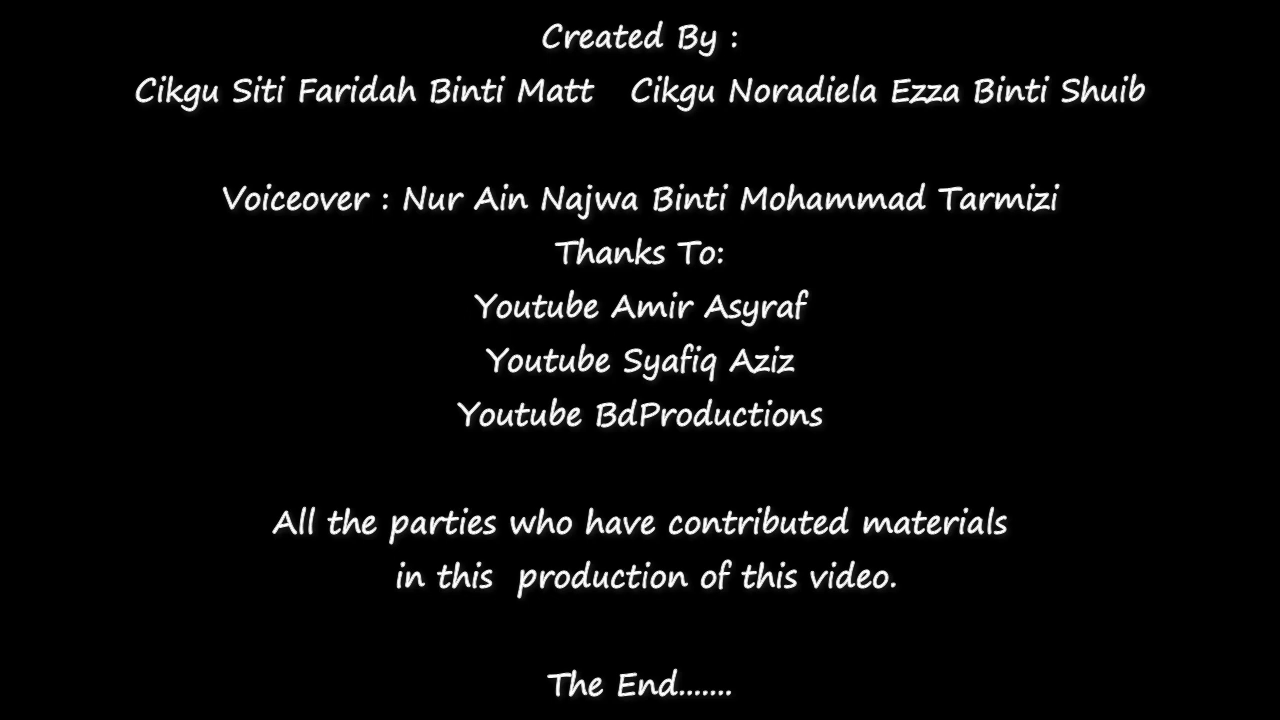 Created By :
Cikgu Siti Faridah Binti Matt   Cikgu Noradiela Ezza Binti Shuib
Voiceover : Nur Ain Najwa Binti Mohammad Tarmizi
Thanks To:
Youtube Amir Asyraf
Youtube Syafiq Aziz
Youtube BdProductions
All the parties who have contributed materials
in this  production of this video.
The End.......